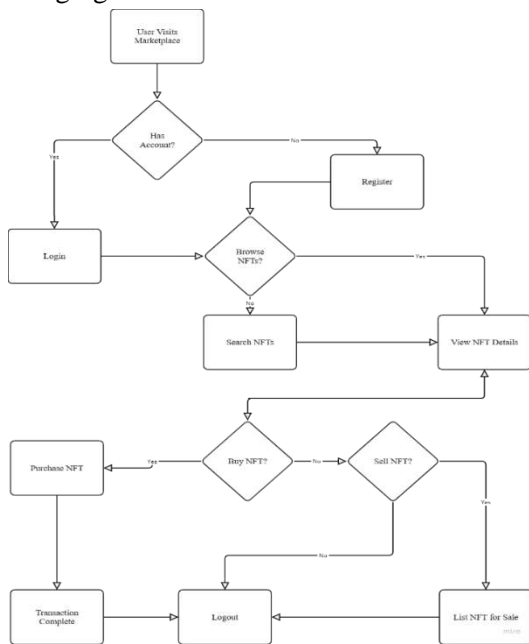 User Visits
Marketplace
Has
Account?
Yes
No
Register
Login
Browse
NFTs?
Yes
No
Search NFTs
View NFT Details
Purchase NFT
Yes
Buy NFT?
No
Sell NFT?
Yes
No
Transaction
Complete
Logout
List NFT for Sale